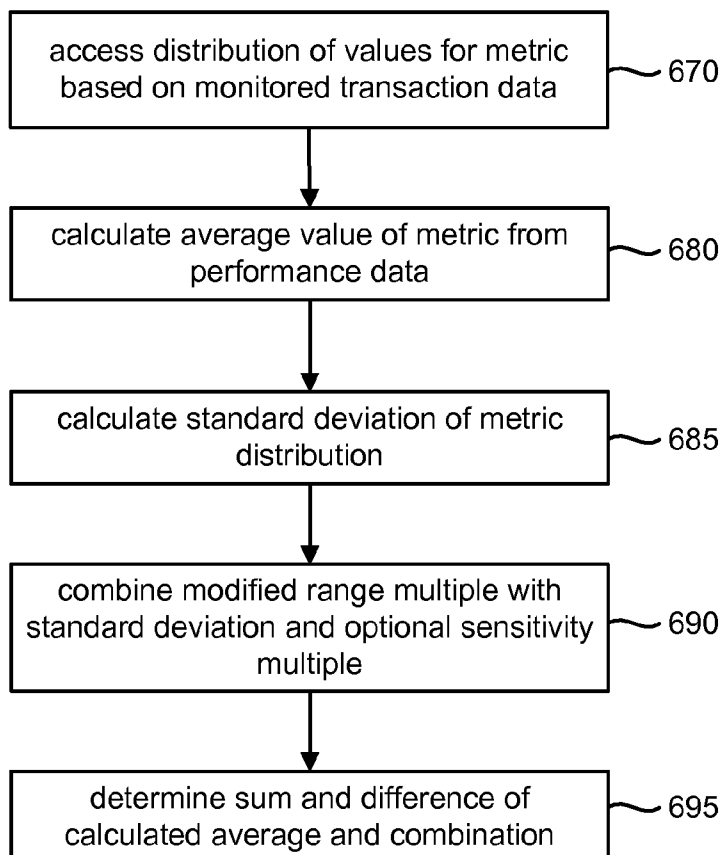 access distribution of values for metric
based on monitored transaction data
670
calculate average value of metric from
performance data
680
calculate standard deviation of metric
distribution
685
combine modified range multiple with
standard deviation and optional sensitivity
multiple
690
determine sum and difference of
calculated average and combination
695